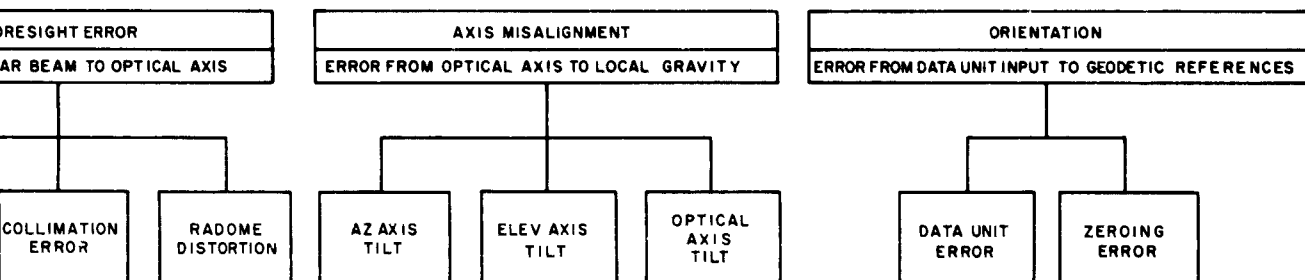 ORESIGHT ERROR
AR BEAM TO OPTICAL AXIS
AXIS MISALIGNMENT
ERROR FROM OPTICAL AXIS TO LOCAL GRAVITY
ORIENTATION
ERROR FROM DATA UNIT INPUT TO GEODETIC REFERENCES
COLLIMATION
ERROR
RADOME
DISTORTION
AZ AXIS
TILT
ELEV AXIS
TILT
OPTICAL
AXIS
TILT
DATA UNIT
ERROR
ZEROING
ERROR